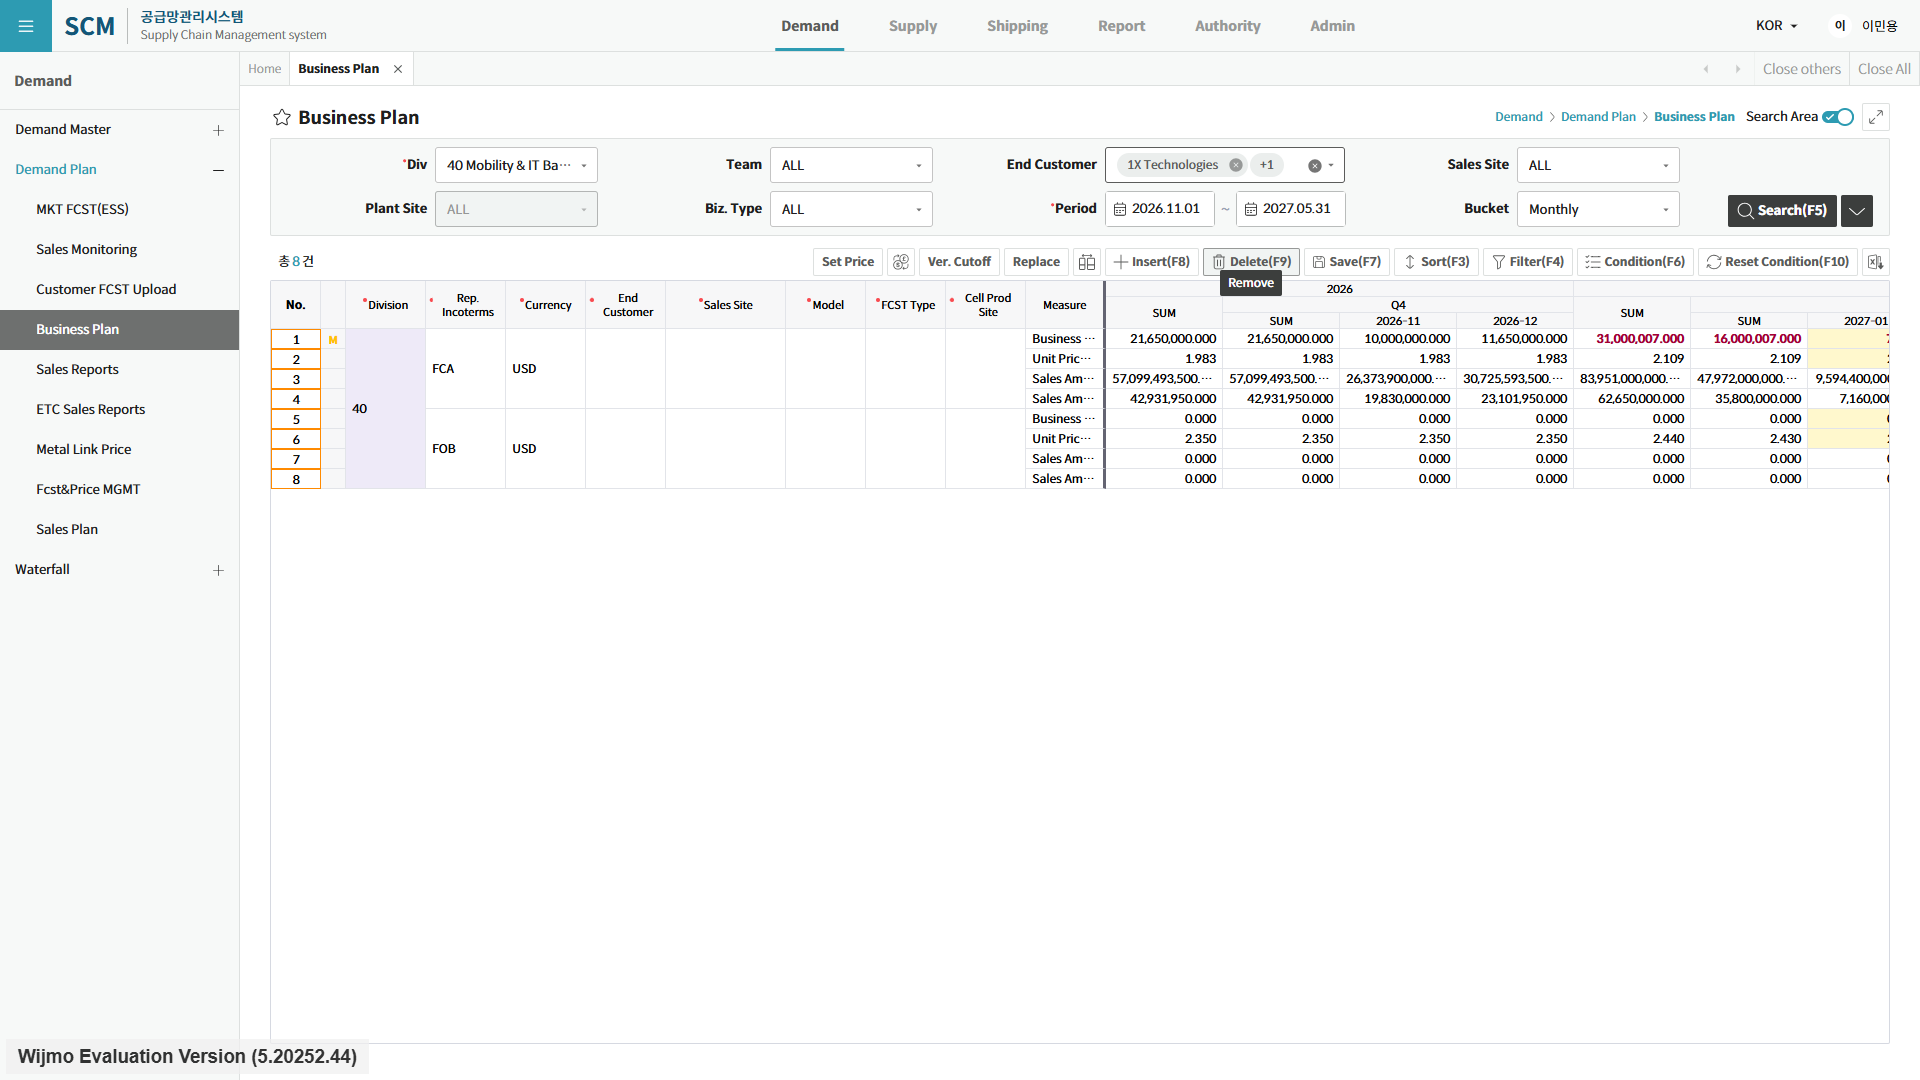 SCM 공급망관리시스템
Supply Chain Management system
Demand Supply Shipping Report Authority Admin
KOR 이 이민용
Demand
Home Business Plan Close others Close All
Demand Master
Demand Plan
MKT FCST(ESS)
Sales Monitoring
Customer FCST Upload
Business Plan
Sales Reports
ETC Sales Reports
Metal Link Price
Fcst&Price MGMT
Sales Plan
Waterfall
Business Plan
Demand > Demand Plan > Business Plan Search Area
*Div 40 Mobility & IT Ba··· Team ALL End Customer 1X Technologies +1 Sales Site ALL
Plant Site ALL Biz. Type ALL *Period 2026.11.01 ~ 2027.05.31 Bucket Monthly Search(F5)
총 8 건
Set Price Ver. Cutoff Replace Insert(F8) Delete(F9) Save(F7) Sort(F3) Filter(F4) Condition(F6) Reset Condition(F10)
Remove
No. Division Rep. Incoterms Currency End Customer Sales Site Model FCST Type Cell Prod Site Measure
2026
SUM Q4 SUM
SUM 2026-11 2026-12 SUM 2027-01
1 M 40 FCA USD Business ··· 21,650,000.000 21,650,000.000 10,000,000.000 11,650,000.000 31,000,007.000 16,000,007.000
2 Unit Pric··· 1.983 1.983 1.983 1.983 2.109 2.109
3 Sales Am··· 57,099,493,500.··· 57,099,493,500.··· 26,373,900,000.··· 30,725,593,500.··· 83,951,000,000.··· 47,972,000,000.··· 9,594,400,00
4 Sales Am··· 42,931,950.000 42,931,950.000 19,830,000.000 23,101,950.000 62,650,000.000 35,800,000.000 7,160,00
5 FOB USD Business ··· 0.000 0.000 0.000 0.000 0.000 0.000
6 Unit Pric··· 2.350 2.350 2.350 2.350 2.440 2.430
7 Sales Am··· 0.000 0.000 0.000 0.000 0.000 0.000
8 Sales Am··· 0.000 0.000 0.000 0.000 0.000 0.000
Wijmo Evaluation Version (5.20252.44)